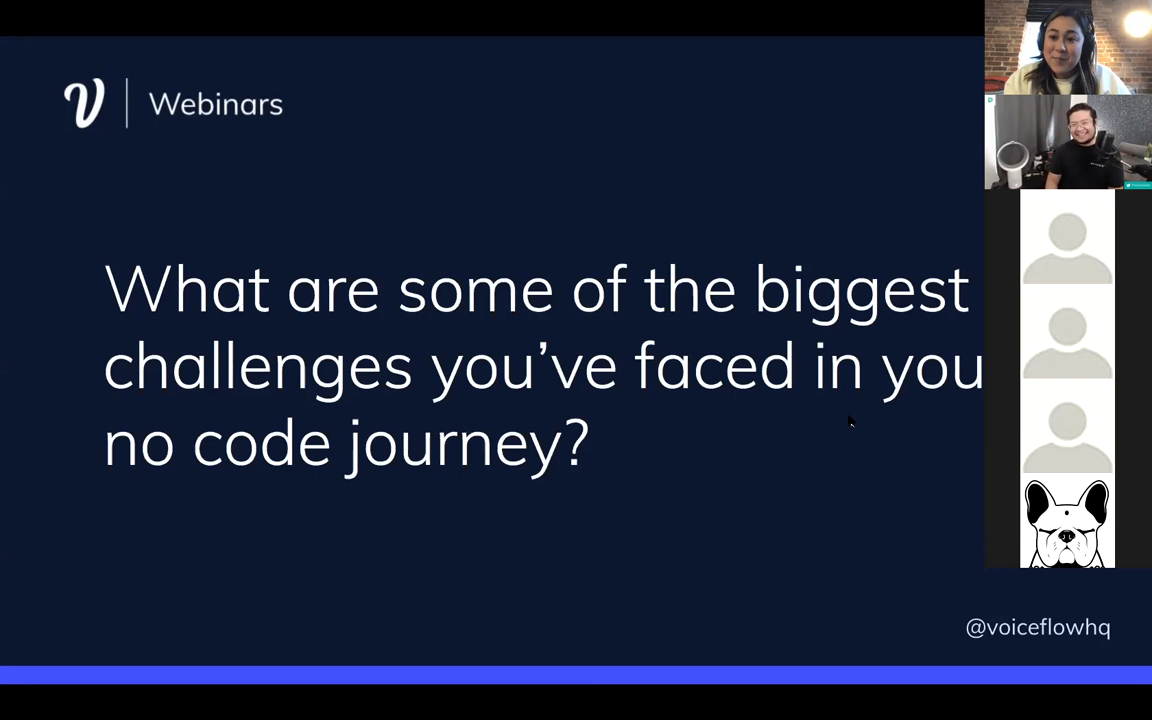 Webinars
What are some of the biggest
challenges you’ve faced in you
no code journey?
@voiceflowhq